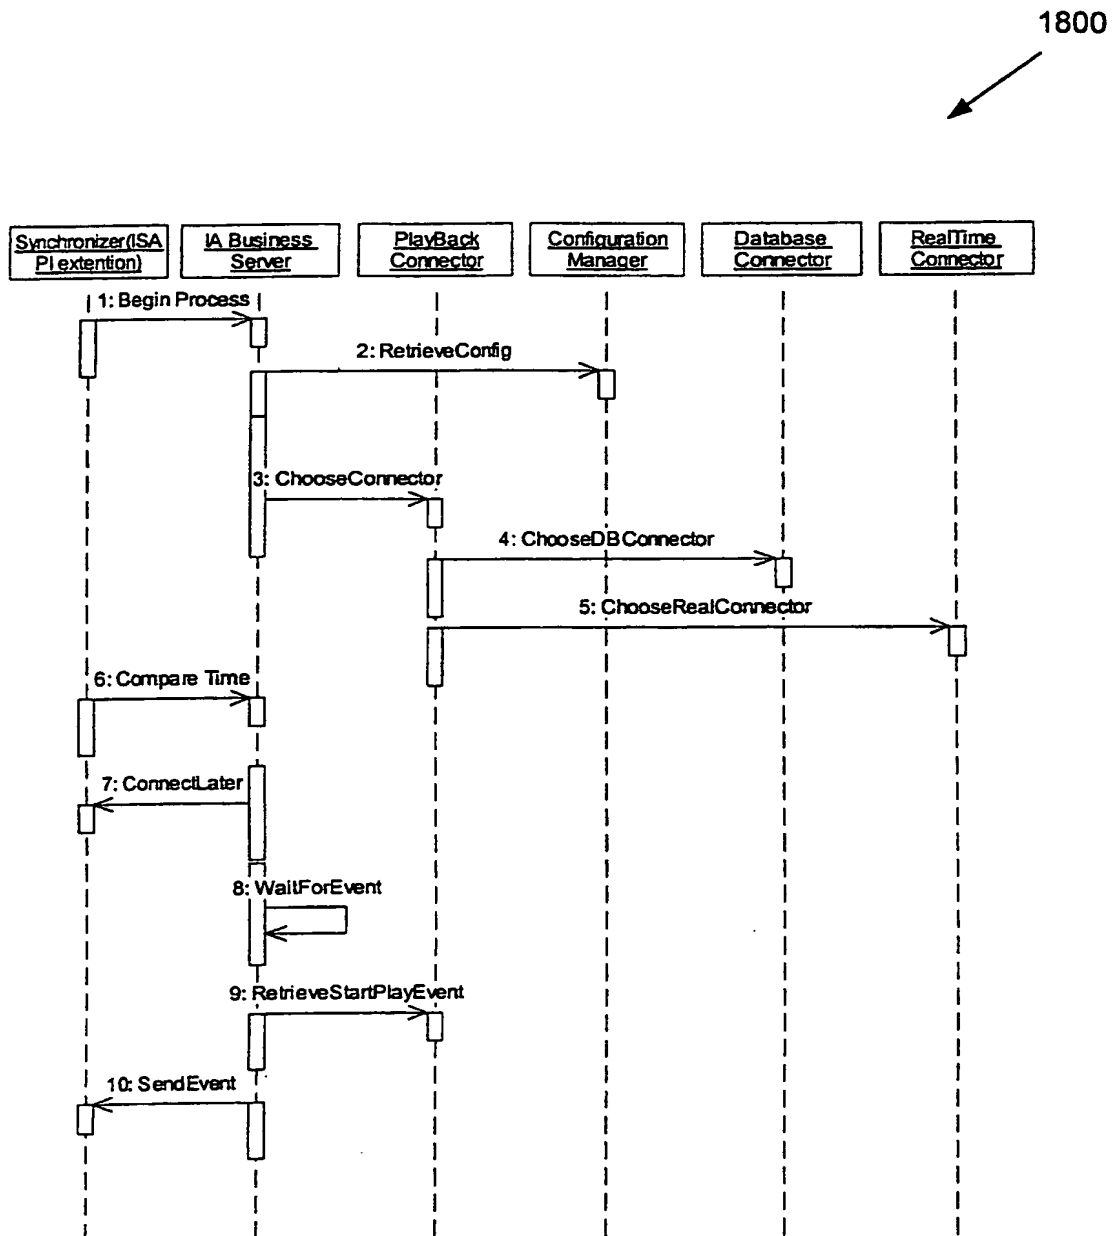 1800
Synchronizer(ISA
PI extention)
IA Business
Server
PlayBack
Connector
Configuration
Manager
Database
Connector
RealTime
Connector
1: Begin Process
2: RetrieveConfig
3: ChooseConnector
4: ChooseDBConnector
5: ChooseRealConnector
6: Compare Time
7: ConnectLater
8: WaitForEvent
9: RetrieveStartPlayEvent
10: SendEvent